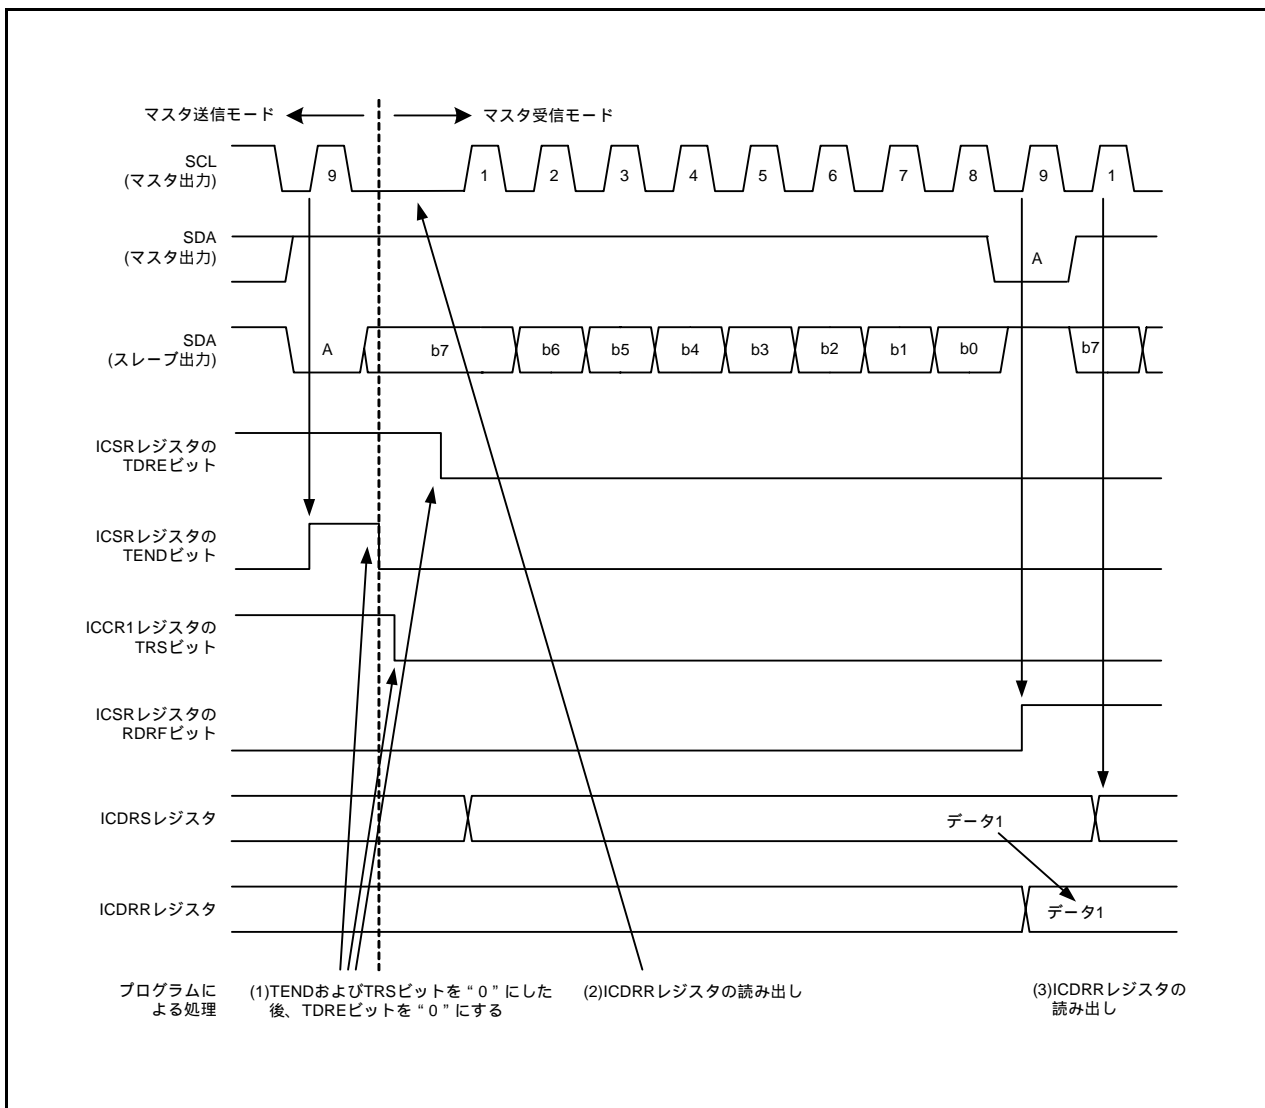 マスタ送信モード
マスタ受信モード
SCL
(マスタ出力)
9
1
2
3
4
5
6
7
8
9
1
SDA
(マスタ出力)
A
SDA
(スレーブ出力)
A
b7
b6
b5
b4
b3
b2
b1
b0
b7
ICSRレジスタの
TDREビット
ICSRレジスタの
TENDビット
ICCR1レジスタの
TRSビット
ICSRレジスタの
RDRFビット
ICDRSレジスタ
データ1
ICDRRレジスタ
データ1
プログラムに
よる処理
(1)TENDおよびTRSビットを“0”にした
後、TDREビットを“0”にする
(2)ICDRRレジスタの読み出し
(3)ICDRRレジスタの
読み出し